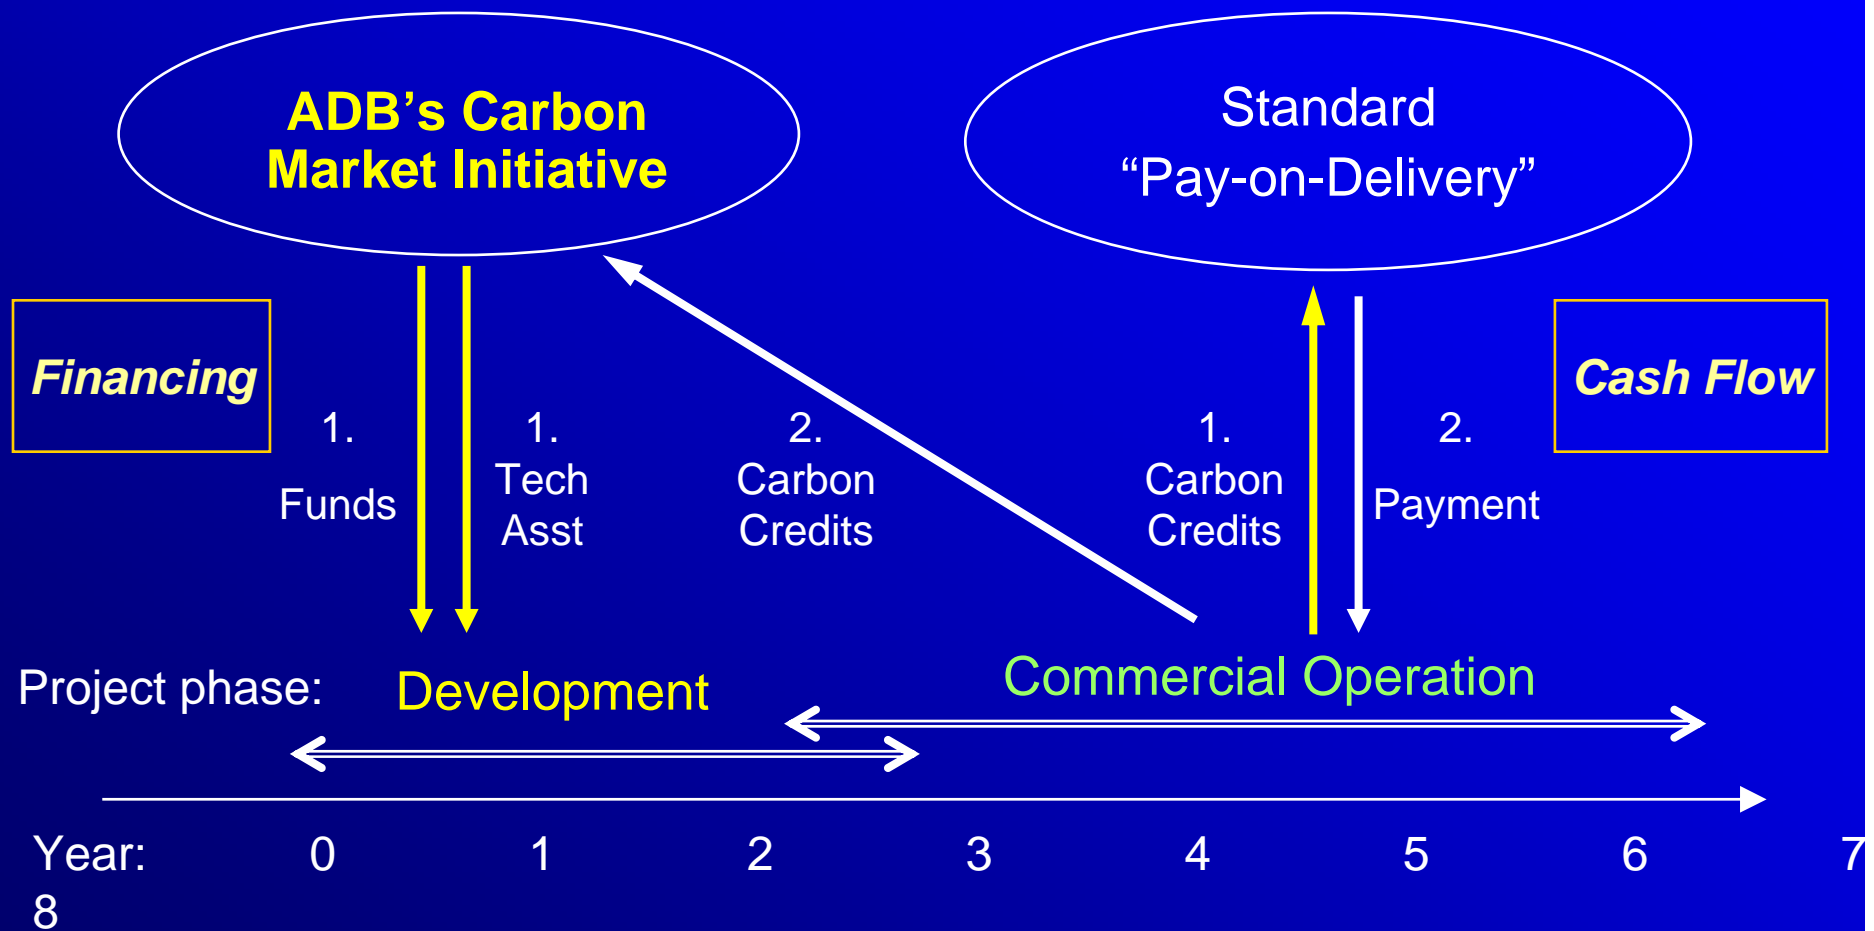 ADB’s Carbon
Market Initiative
Standard
“Pay-on-Delivery”
Financing
Cash Flow
1.
Funds
1.
Tech
Asst
2.
Carbon
Credits
1.
Carbon
Credits
2.
Payment
Project phase:
Development
Commercial Operation
Year: 0 1 2 3 4 5 6 7
8